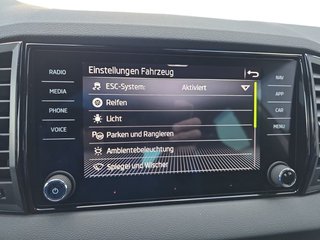 RADIO
MEDIA
PHONE
VOICE
Einstellungen Fahrzeug
ESC-System: Aktiviert
Reifen
Licht
Parken und Rangieren
Ambientebeleuchtung
Spiegel und Wischer
NAV
APP
CAR
MENU